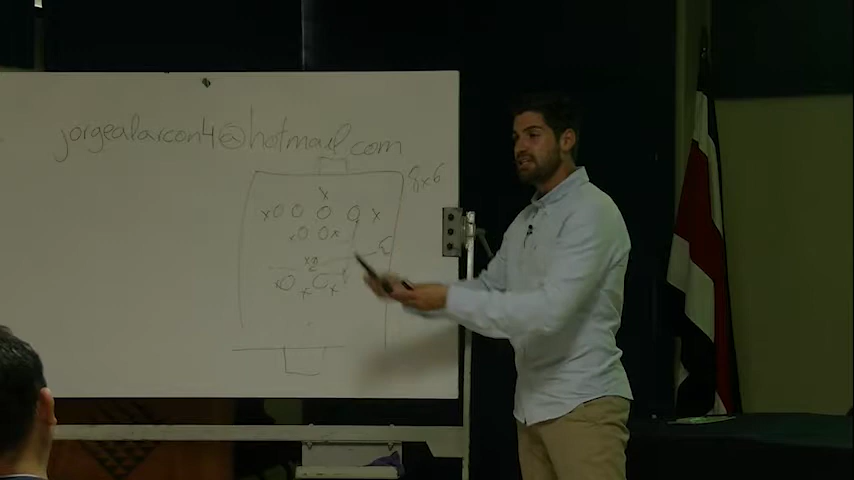 jorgealarcon4@hotmail.com
8x6
x
x O O O O x
x O O x
x
x O O
x x